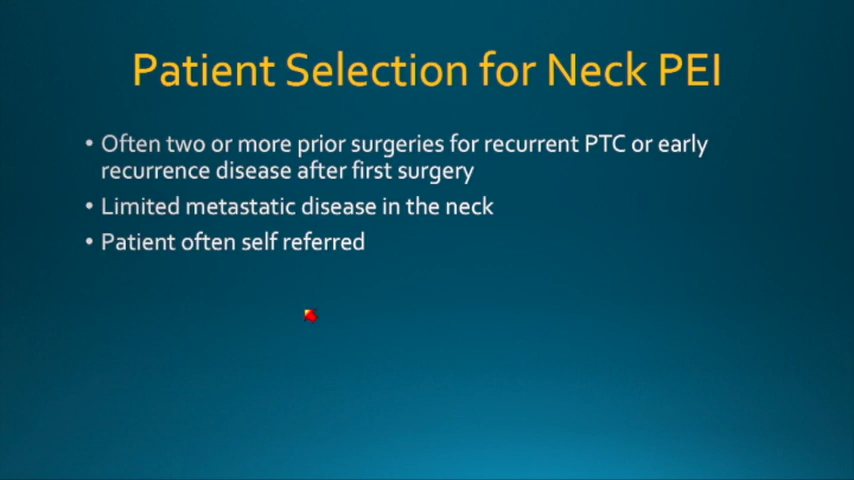 Patient Selection for Neck PEI
• Often two or more prior surgeries for recurrent PTC or early
recurrence disease after first surgery
• Limited metastatic disease in the neck
• Patient often self referred